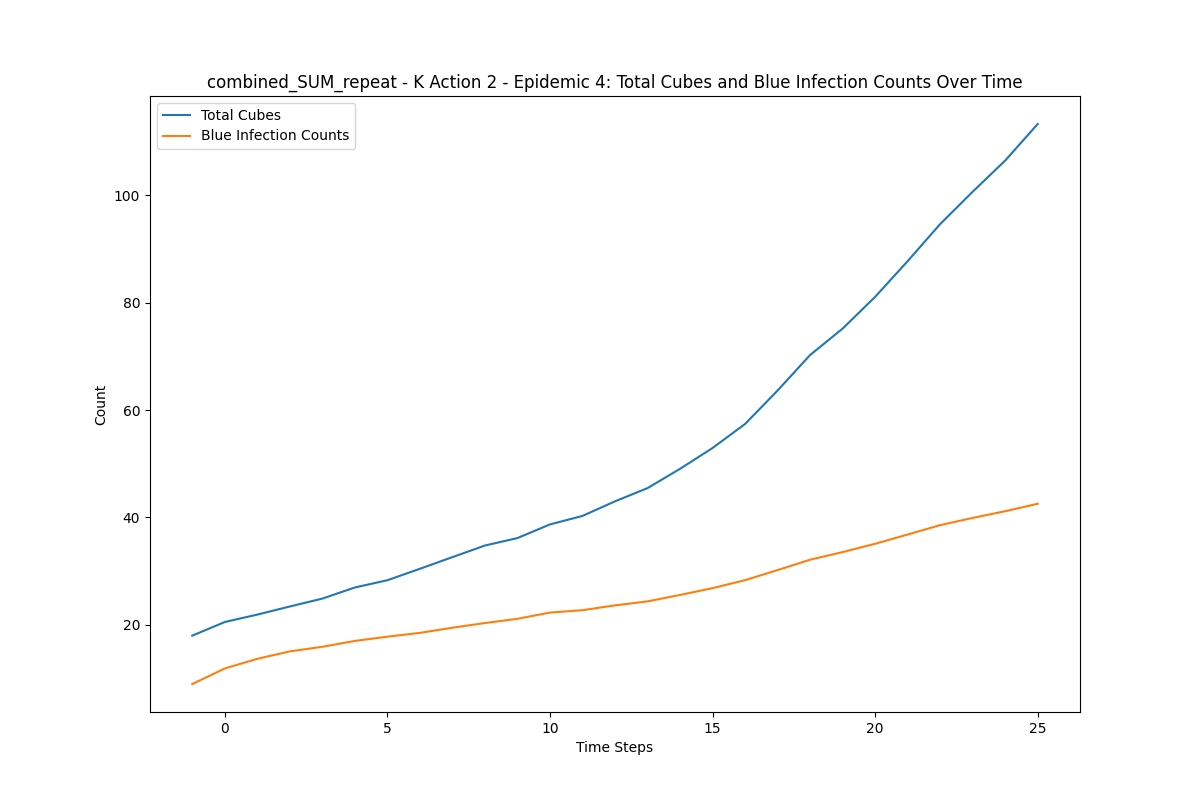 combined_SUM_repeat - K Action 2 - Epidemic 4: Total Cubes and Blue Infection Counts Over Time
Total Cubes
Blue Infection Counts
100
80
60
40
20
Count
0 5 10 15 20 25
Time Steps